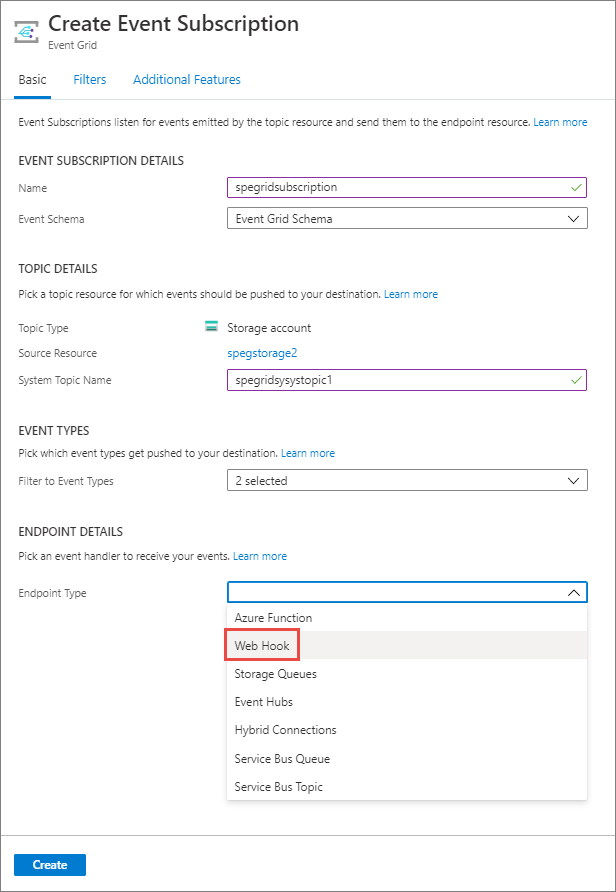 Create Event Subscription
Event Grid
Basic Filters Additional Features
Event Subscriptions listen for events emitted by the topic resource and send them to the endpoint resource. Learn more
EVENT SUBSCRIPTION DETAILS
Name spegridsubscription
Event Schema Event Grid Schema
TOPIC DETAILS
Pick a topic resource for which events should be pushed to your destination. Learn more
Topic Type Storage account
Source Resource spegstorage2
System Topic Name spegridsysystopic1
EVENT TYPES
Pick which event types get pushed to your destination. Learn more
Filter to Event Types 2 selected
ENDPOINT DETAILS
Pick an event handler to receive your events. Learn more
Endpoint Type
Azure Function
Web Hook
Storage Queues
Event Hubs
Hybrid Connections
Service Bus Queue
Service Bus Topic
Create